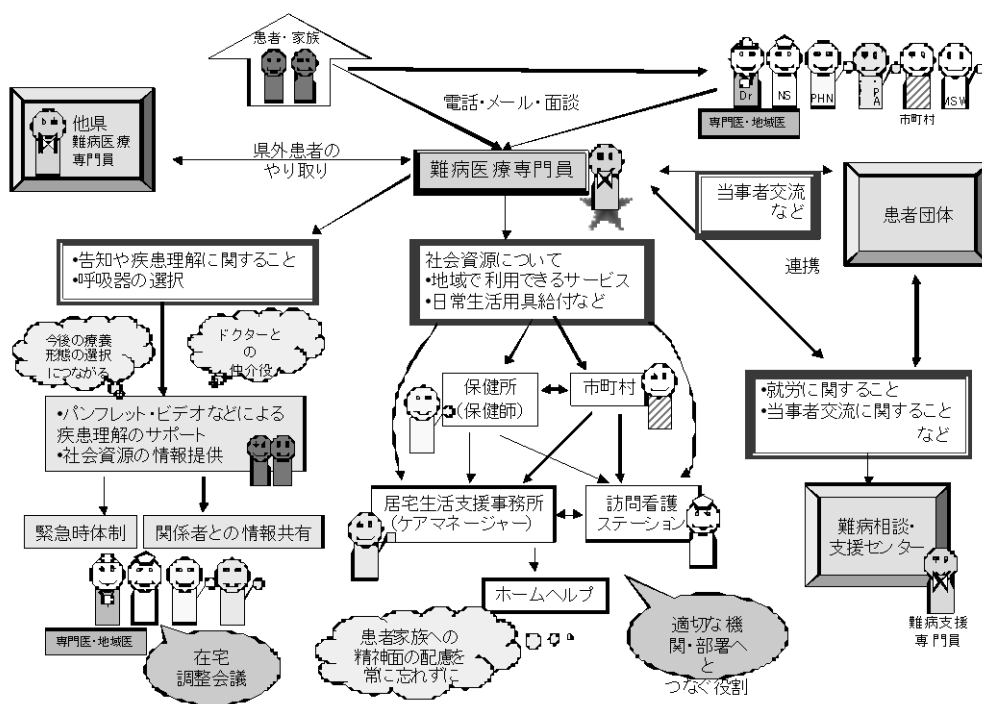 患者・家族
Dr
NS
PHN
PA
MSW
専門医・地域医
市町村
電話・メール・面談
他県
難病医療
専門員
県外患者の
やり取り
難病医療専門員
当事者交流
など
患者団体
連携
•告知や疾患理解に関すること
•呼吸器の選択
社会資源について
•地域で利用できるサービス
•日常生活用具給付など
今後の療養
形態の選択
につながる
ドクターと
の
仲介役
保健所
(保健師)
市町村
•就労に関すること
•当事者交流に関すること
など
•パンフレット・ビデオなどによる
疾患理解のサポート
•社会資源の情報提供
居宅生活支援事務所
(ケアマネージャー)
訪問看護
ステーション
緊急時体制
関係者との情報共有
難病相談・
支援センター
難病支援
専門員
ホームヘルプ
専門医・地域医
在宅
調整会議
患者家族への
精神面の配慮を
常に忘れずに
適切な機
関・部署へ
と
つなぐ役割